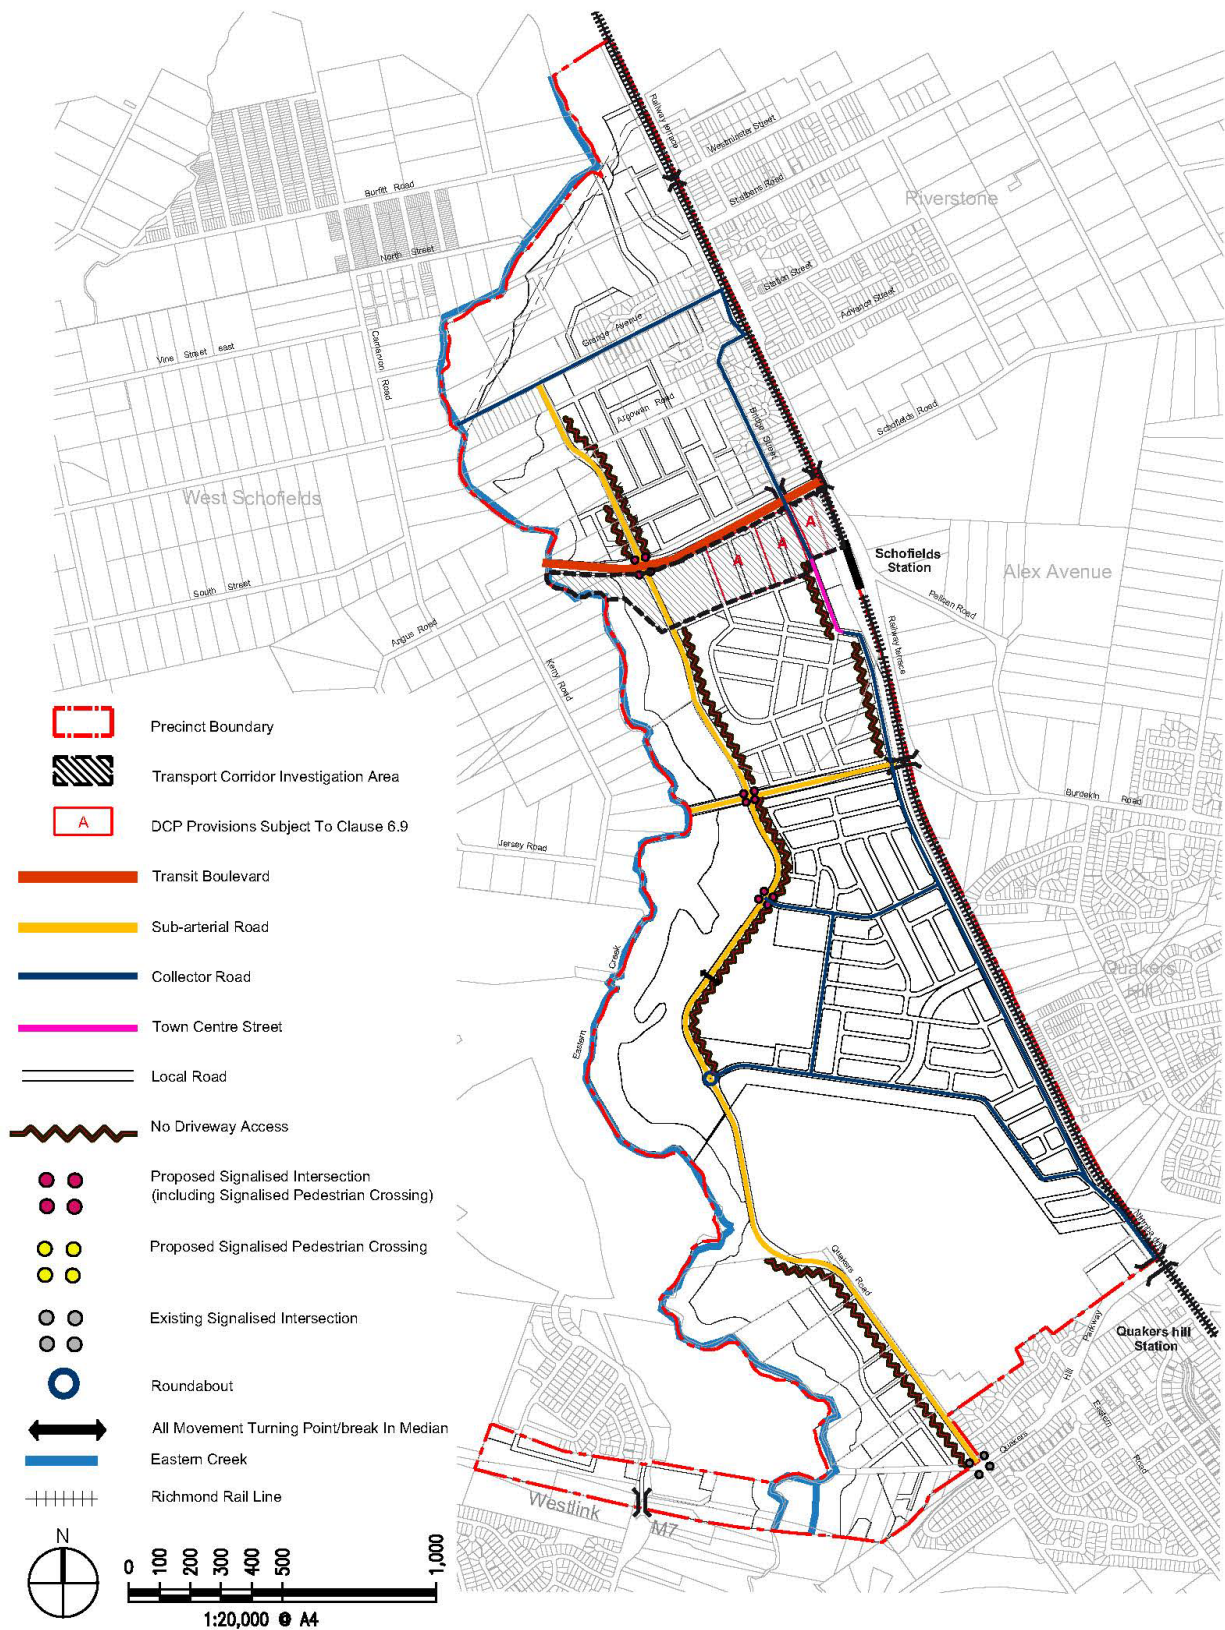 Railway terrace
Westminster Street
St albans Road
Riverstone
Burfitt Road
North Street
Station Street
Advance Street
Vine Street east
Carnarvon Road
Grange Avenue
Argowan Road
Bridge Street
Schofields Road
West Schofields
A
A
A
Schofields
Station
Alex Avenue
South Street
Angus Road
Pelican Road
Railway terrace
Kerry Road
Burdekin Road
Jersey Road
Quakers
hill
Eastern Creek
Quakers Road
Quakers hill
Station
Quakers Hill Parkway
Eastern Road
Westlink
M7
Precinct Boundary
Transport Corridor Investigation Area
A
DCP Provisions Subject To Clause 6.9
Transit Boulevard
Sub-arterial Road
Collector Road
Town Centre Street
Local Road
No Driveway Access
Proposed Signalised Intersection
(including Signalised Pedestrian Crossing)
Proposed Signalised Pedestrian Crossing
Existing Signalised Intersection
Roundabout
All Movement Turning Point/break In Median
Eastern Creek
Richmond Rail Line
N
0 100 200 300 400 500 1,000
1:20,000 @ A4